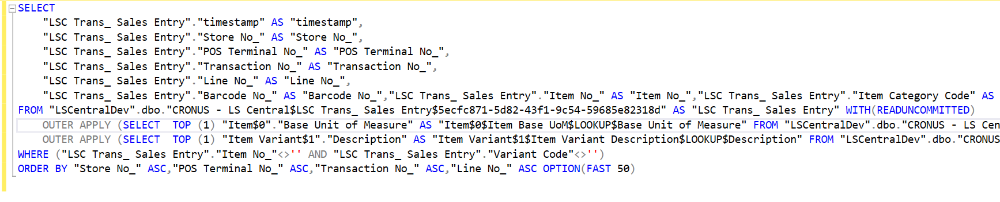 SELECT
"LSC Trans_ Sales Entry"."timestamp" AS "timestamp",
"LSC Trans_ Sales Entry"."Store No_" AS "Store No_",
"LSC Trans_ Sales Entry"."POS Terminal No_" AS "POS Terminal No_",
"LSC Trans_ Sales Entry"."Transaction No_" AS "Transaction No_",
"LSC Trans_ Sales Entry"."Line No_" AS "Line No_",
"LSC Trans_ Sales Entry"."Barcode No_" AS "Barcode No_","LSC Trans_ Sales Entry"."Item No_" AS "Item No_","LSC Trans_ Sales Entry"."Item Category Code" AS
FROM "LSCentralDev".dbo."CRONUS - LS Central$LSC Trans_ Sales Entry$5ecfc871-5d82-43f1-9c54-59685e82318d" AS "LSC Trans_ Sales Entry" WITH(READUNCOMMITTED)
OUTER APPLY (SELECT  TOP (1) "Item$0"."Base Unit of Measure" AS "Item$0$Item Base UoM$LOOKUP$Base Unit of Measure" FROM "LSCentralDev".dbo."CRONUS - LS Cen
OUTER APPLY (SELECT  TOP (1) "Item Variant$1"."Description" AS "Item Variant$1$Item Variant Description$LOOKUP$Description" FROM "LSCentralDev".dbo."CRONUS
WHERE ("LSC Trans_ Sales Entry"."Item No_"<>'' AND "LSC Trans_ Sales Entry"."Variant Code"<>'')
ORDER BY "Store No_" ASC,"POS Terminal No_" ASC,"Transaction No_" ASC,"Line No_" ASC OPTION(FAST 50)